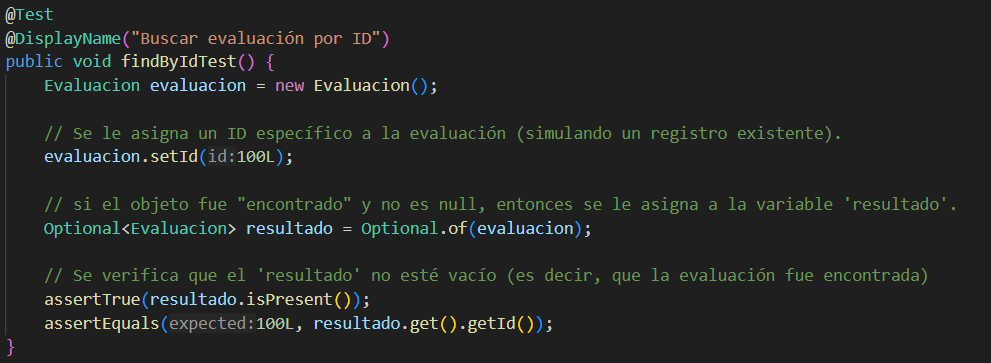 @Test
@DisplayName("Buscar evaluación por ID")
public void findByIdTest() {
Evaluacion evaluacion = new Evaluacion();
// Se le asigna un ID específico a la evaluación (simulando un registro existente).
evaluacion.setId(id:100L);
// si el objeto fue "encontrado" y no es null, entonces se le asigna a la variable 'resultado'.
Optional<Evaluacion> resultado = Optional.of(evaluacion);
// Se verifica que el 'resultado' no esté vacío (es decir, que la evaluación fue encontrada)
assertTrue(resultado.isPresent());
assertEquals(expected:100L, resultado.get().getId());
}